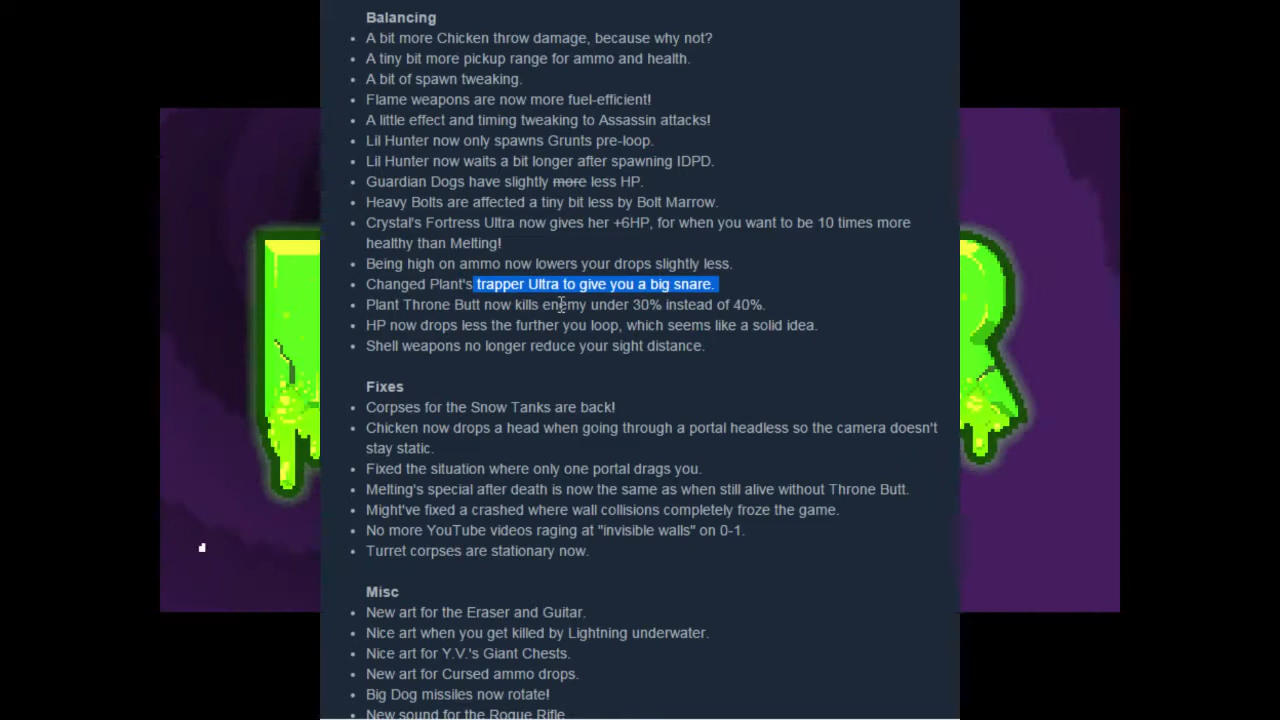 Balancing
• A bit more Chicken throw damage, because why not?
• A tiny bit more pickup range for ammo and health.
• A bit of spawn tweaking.
• Flame weapons are now more fuel-efficient!
• A little effect and timing tweaking to Assassin attacks!
• Lil Hunter now only spawns Grunts pre-loop.
• Lil Hunter now waits a bit longer after spawning IDPD.
• Guardian Dogs have slightly more less HP.
• Heavy Bolts are affected a tiny bit less by Bolt Marrow.
• Crystal's Fortress Ultra now gives her +6HP, for when you want to be 10 times more
healthy than Melting!
• Being high on ammo now lowers your drops slightly less.
• Changed Plant's trapper Ultra to give you a big snare.
• Plant Throne Butt now kills enemy under 30% instead of 40%.
• HP now drops less the further you loop, which seems like a solid idea.
• Shell weapons no longer reduce your sight distance.
Fixes
• Corpses for the Snow Tanks are back!
• Chicken now drops a head when going through a portal headless so the camera doesn't
stay static.
• Fixed the situation where only one portal drags you.
• Melting's special after death is now the same as when still alive without Throne Butt.
• Might've fixed a crashed where wall collisions completely froze the game.
• No more YouTube videos raging at "invisible walls" on 0-1.
• Turret corpses are stationary now.
Misc
• New art for the Eraser and Guitar.
• Nice art when you get killed by Lightning underwater.
• Nice art for Y.V.'s Giant Chests.
• New art for Cursed ammo drops.
• Big Dog missiles now rotate!
• New sound for the Rogue Rifle.